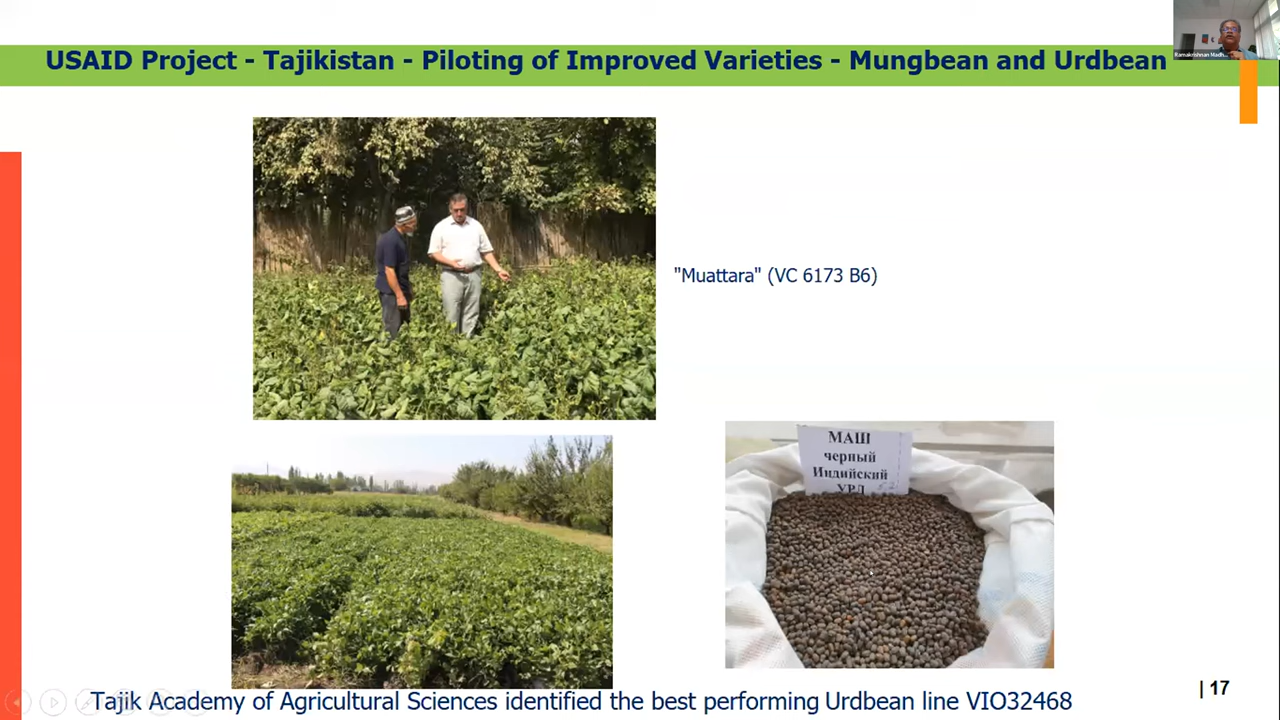 USAID Project - Tajikistan - Piloting of Improved Varieties - Mungbean and Urdbean
"Muattara" (VC 6173 B6)
МАШ
черный
Индийский
УРД
Tajik Academy of Agricultural Sciences identified the best performing Urdbean line VIO32468
| 17